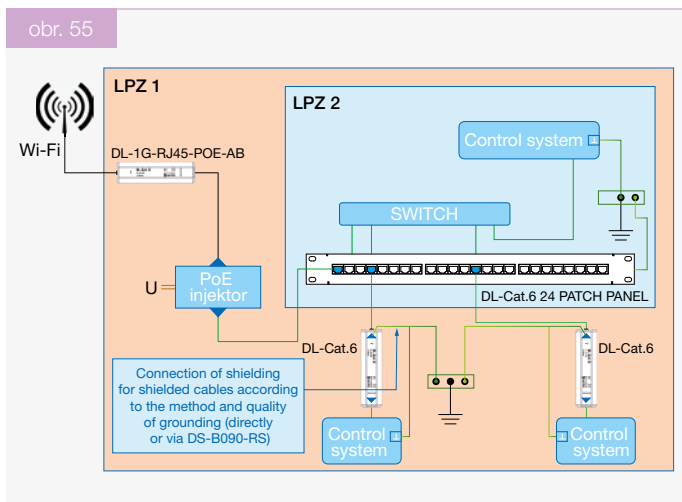 obr. 55
LPZ 1
LPZ 2
Wi-Fi
DL-1G-RJ45-POE-AB
Control system
SWITCH
PoE
injektor
U
DL-Cat.6 24 PATCH PANEL
DL-Cat.6
DL-Cat.6
Connection of shielding
for shielded cables according
to the method and quality
of grounding (directly
or via DS-B090-RS)
Control
system
Control
system